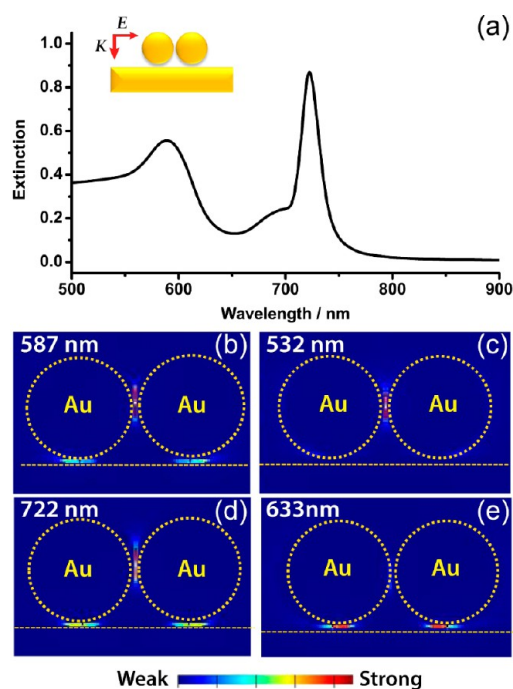 (a)
E
K
1.0
0.8
0.6
0.4
0.2
0.0
Extinction
500 600 700 800 900
Wavelength / nm
587 nm (b)
Au Au
532 nm (c)
Au Au
722 nm (d)
Au Au
633nm (e)
Au Au
Weak Strong